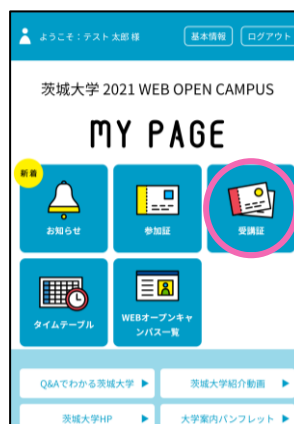 ようこそ：テスト 太郎 様
基本情報
ログアウト
茨城大学 2021 WEB OPEN CAMPUS
MY PAGE
新着
お知らせ
参加証
受講証
タイムテーブル
WEBオープンキャ
ンパス一覧
Q&Aでわかる茨城大学 ▶
茨城大学紹介動画 ▶
茨城大学HP ▶
大学案内パンフレット ▶